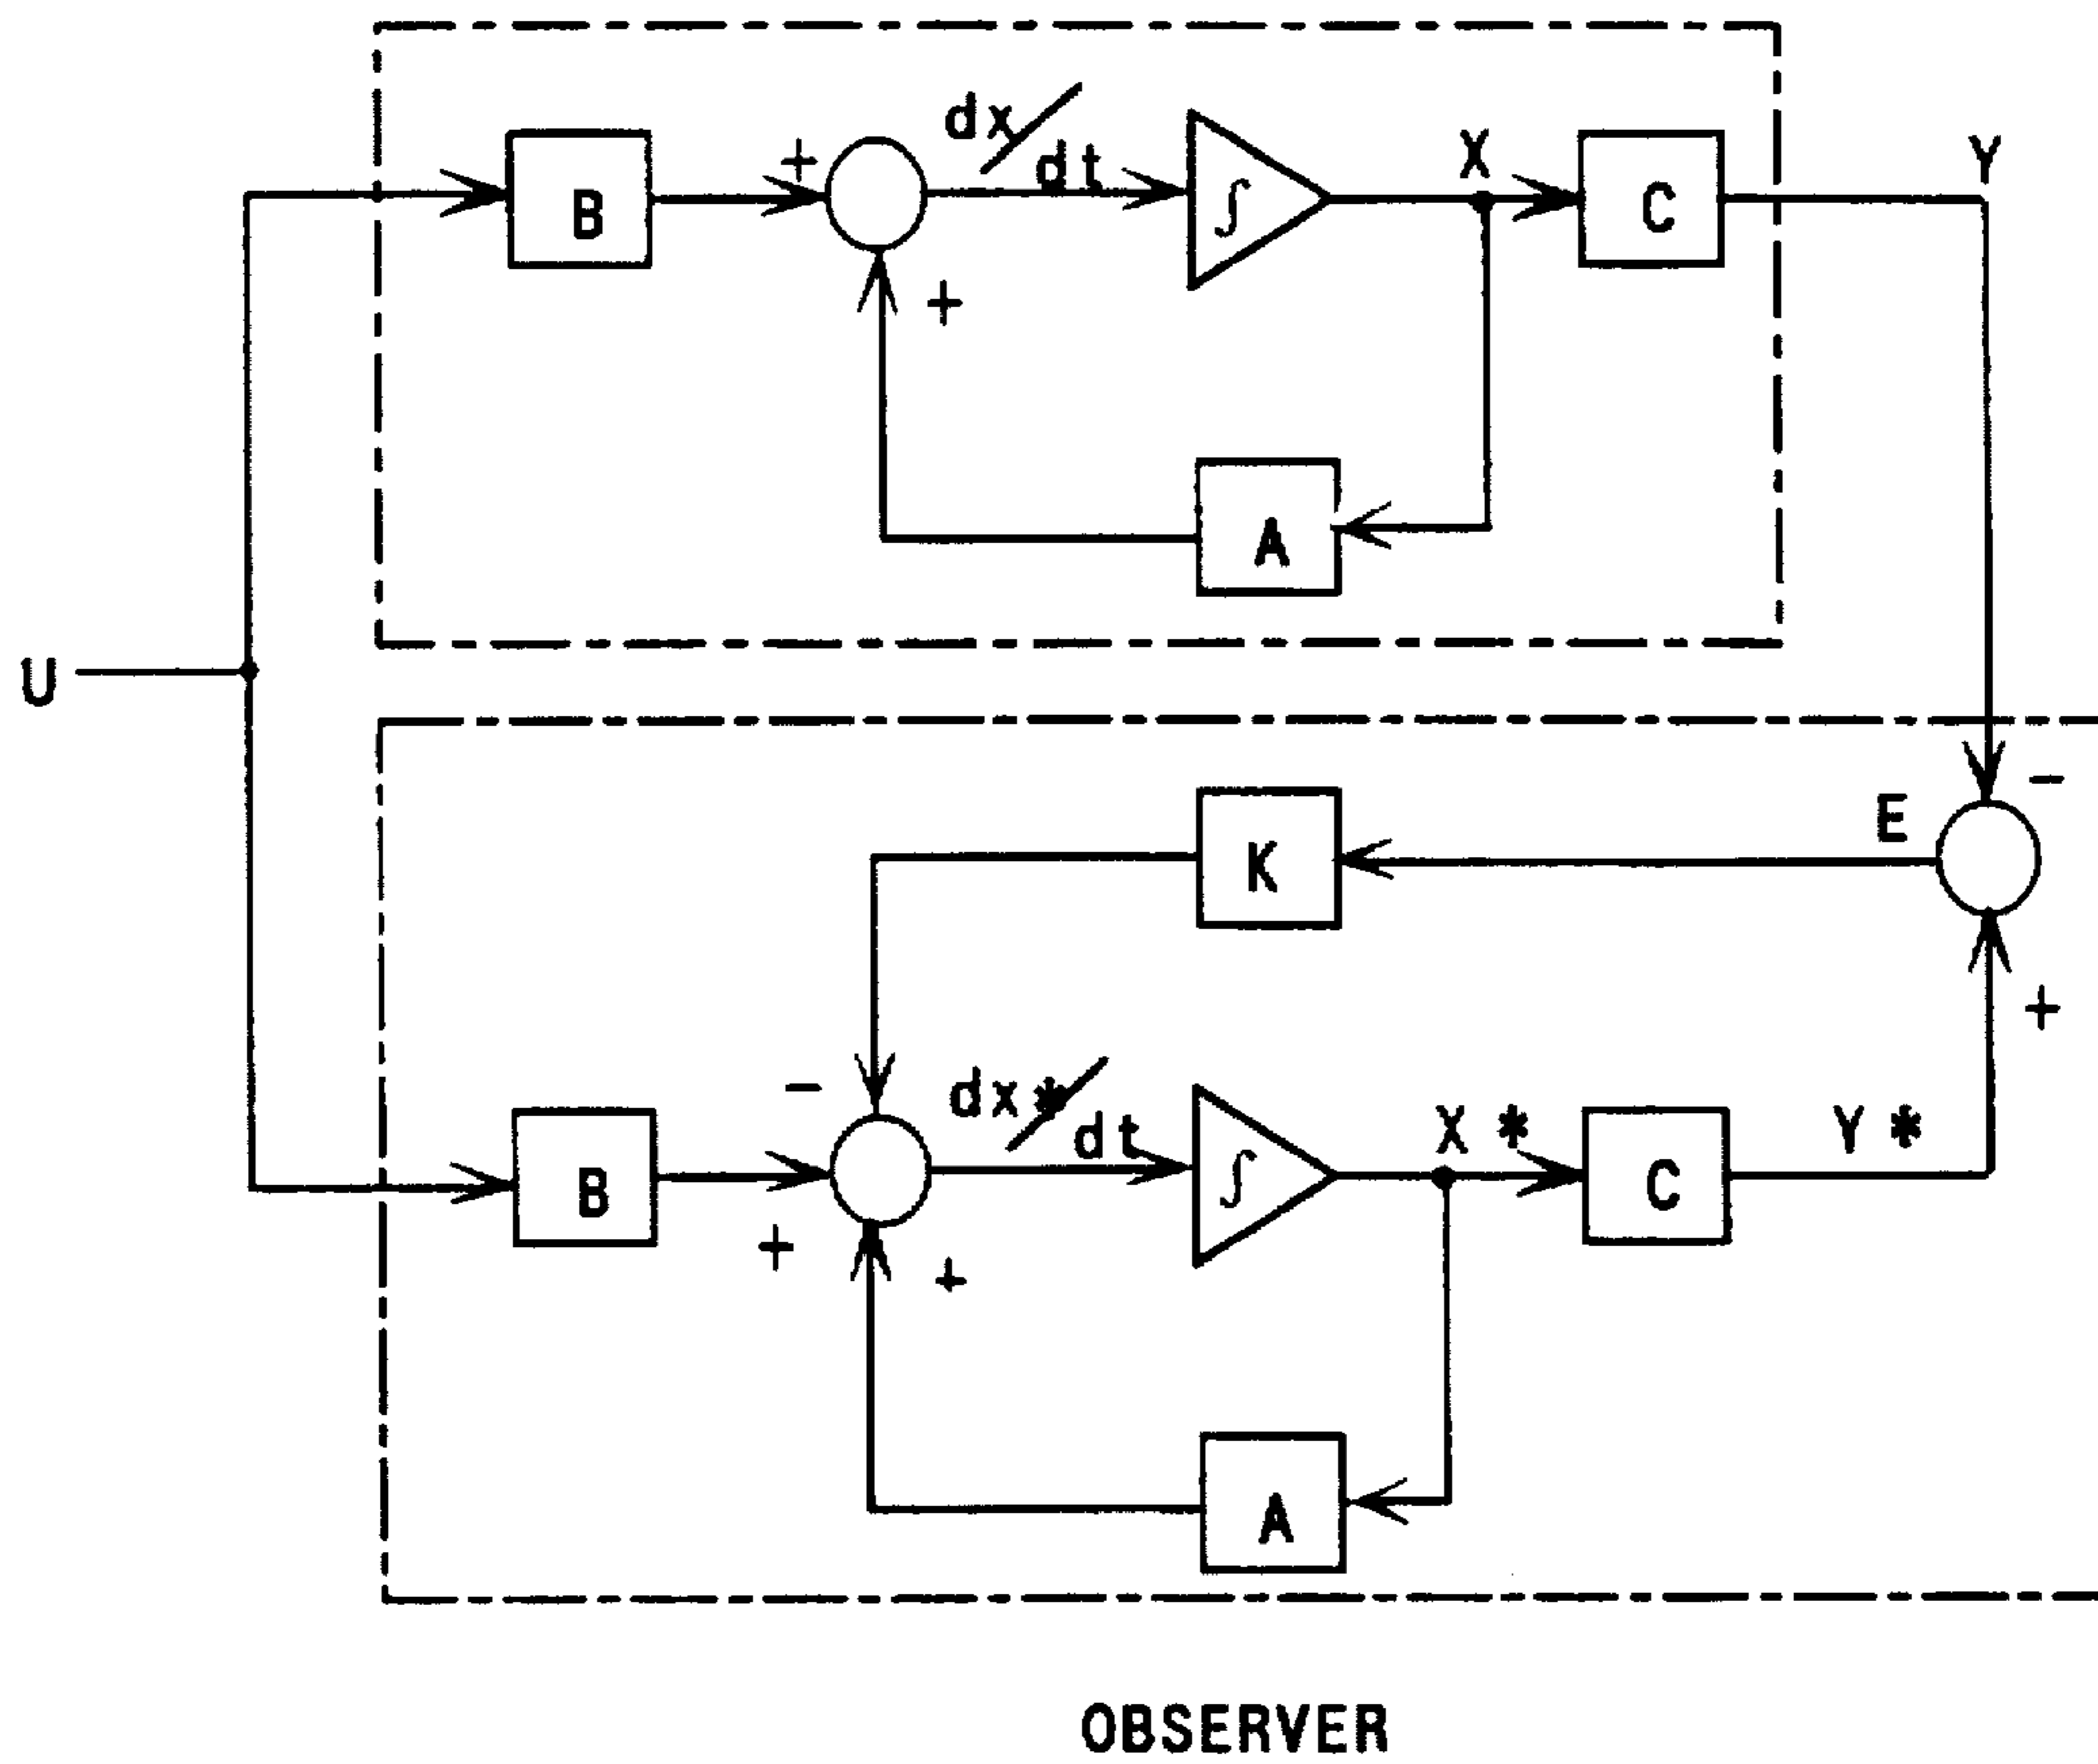 dx/dt
X
Y
+
B
∫
C
+
A
U
−
E
K
+
−
dx*/dt
X *
Y *
B
∫
C
+
+
A
OBSERVER